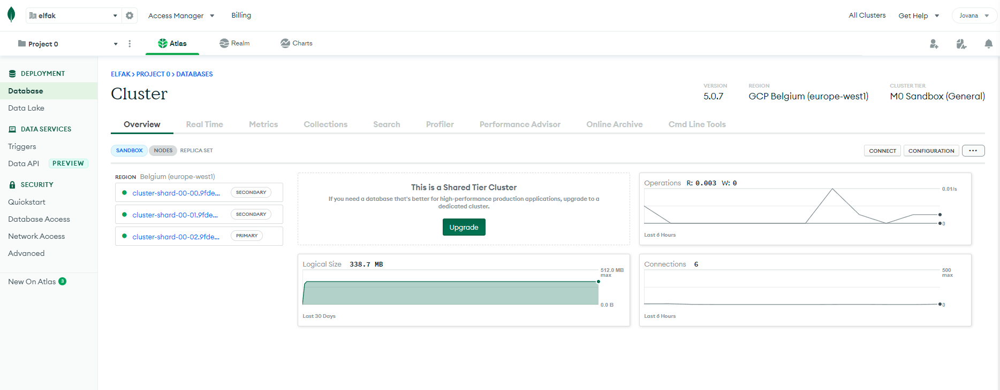 elfak
Access Manager
Billing
All Clusters
Get Help
Jovana
Project 0
Atlas
Realm
Charts
DEPLOYMENT
Database
Data Lake
DATA SERVICES
Triggers
Data API PREVIEW
SECURITY
Quickstart
Database Access
Network Access
Advanced
New On Atlas 3
ELFAK > PROJECT 0 > DATABASES
Cluster
VERSION
5.0.7
REGION
GCP Belgium (europe-west1)
CLUSTER TIER
M0 Sandbox (General)
Overview
Real Time
Metrics
Collections
Search
Profiler
Performance Advisor
Online Archive
Cmd Line Tools
SANDBOX NODES REPLICA SET
CONNECT
CONFIGURATION
...
REGION Belgium (europe-west1)
cluster-shard-00-00.9fde... SECONDARY
cluster-shard-00-01.9fde... SECONDARY
cluster-shard-00-02.9fde... PRIMARY
This is a Shared Tier Cluster
If you need a database that's better for high-performance production applications, upgrade to a
dedicated cluster.
Upgrade
Operations R: 0.003 W: 0
0.01/s
0
Last 6 Hours
Logical Size 338.7 MB
512.0 MB
max
0.0 B
Last 30 Days
Connections 6
500
max
0
Last 6 Hours